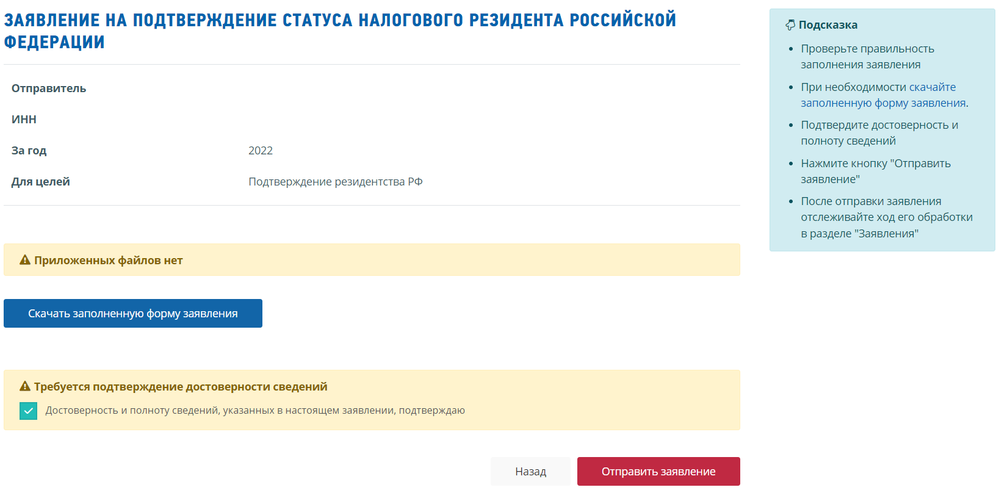 ЗАЯВЛЕНИЕ НА ПОДТВЕРЖДЕНИЕ СТАТУСА НАЛОГОВОГО РЕЗИДЕНТА РОССИЙСКОЙ
ФЕДЕРАЦИИ
Отправитель
ИНН
За год 2022
Для целей Подтверждение резидентства РФ
Приложенных файлов нет
Скачать заполненную форму заявления
Требуется подтверждение достоверности сведений
Достоверность и полноту сведений, указанных в настоящем заявлении, подтверждаю
Назад Отправить заявление
Подсказка
Проверьте правильность
заполнения заявления
При необходимости скачайте
заполненную форму заявления.
Подтвердите достоверность и
полноту сведений
Нажмите кнопку "Отправить
заявление"
После отправки заявления
отслеживайте ход его обработки
в разделе "Заявления"